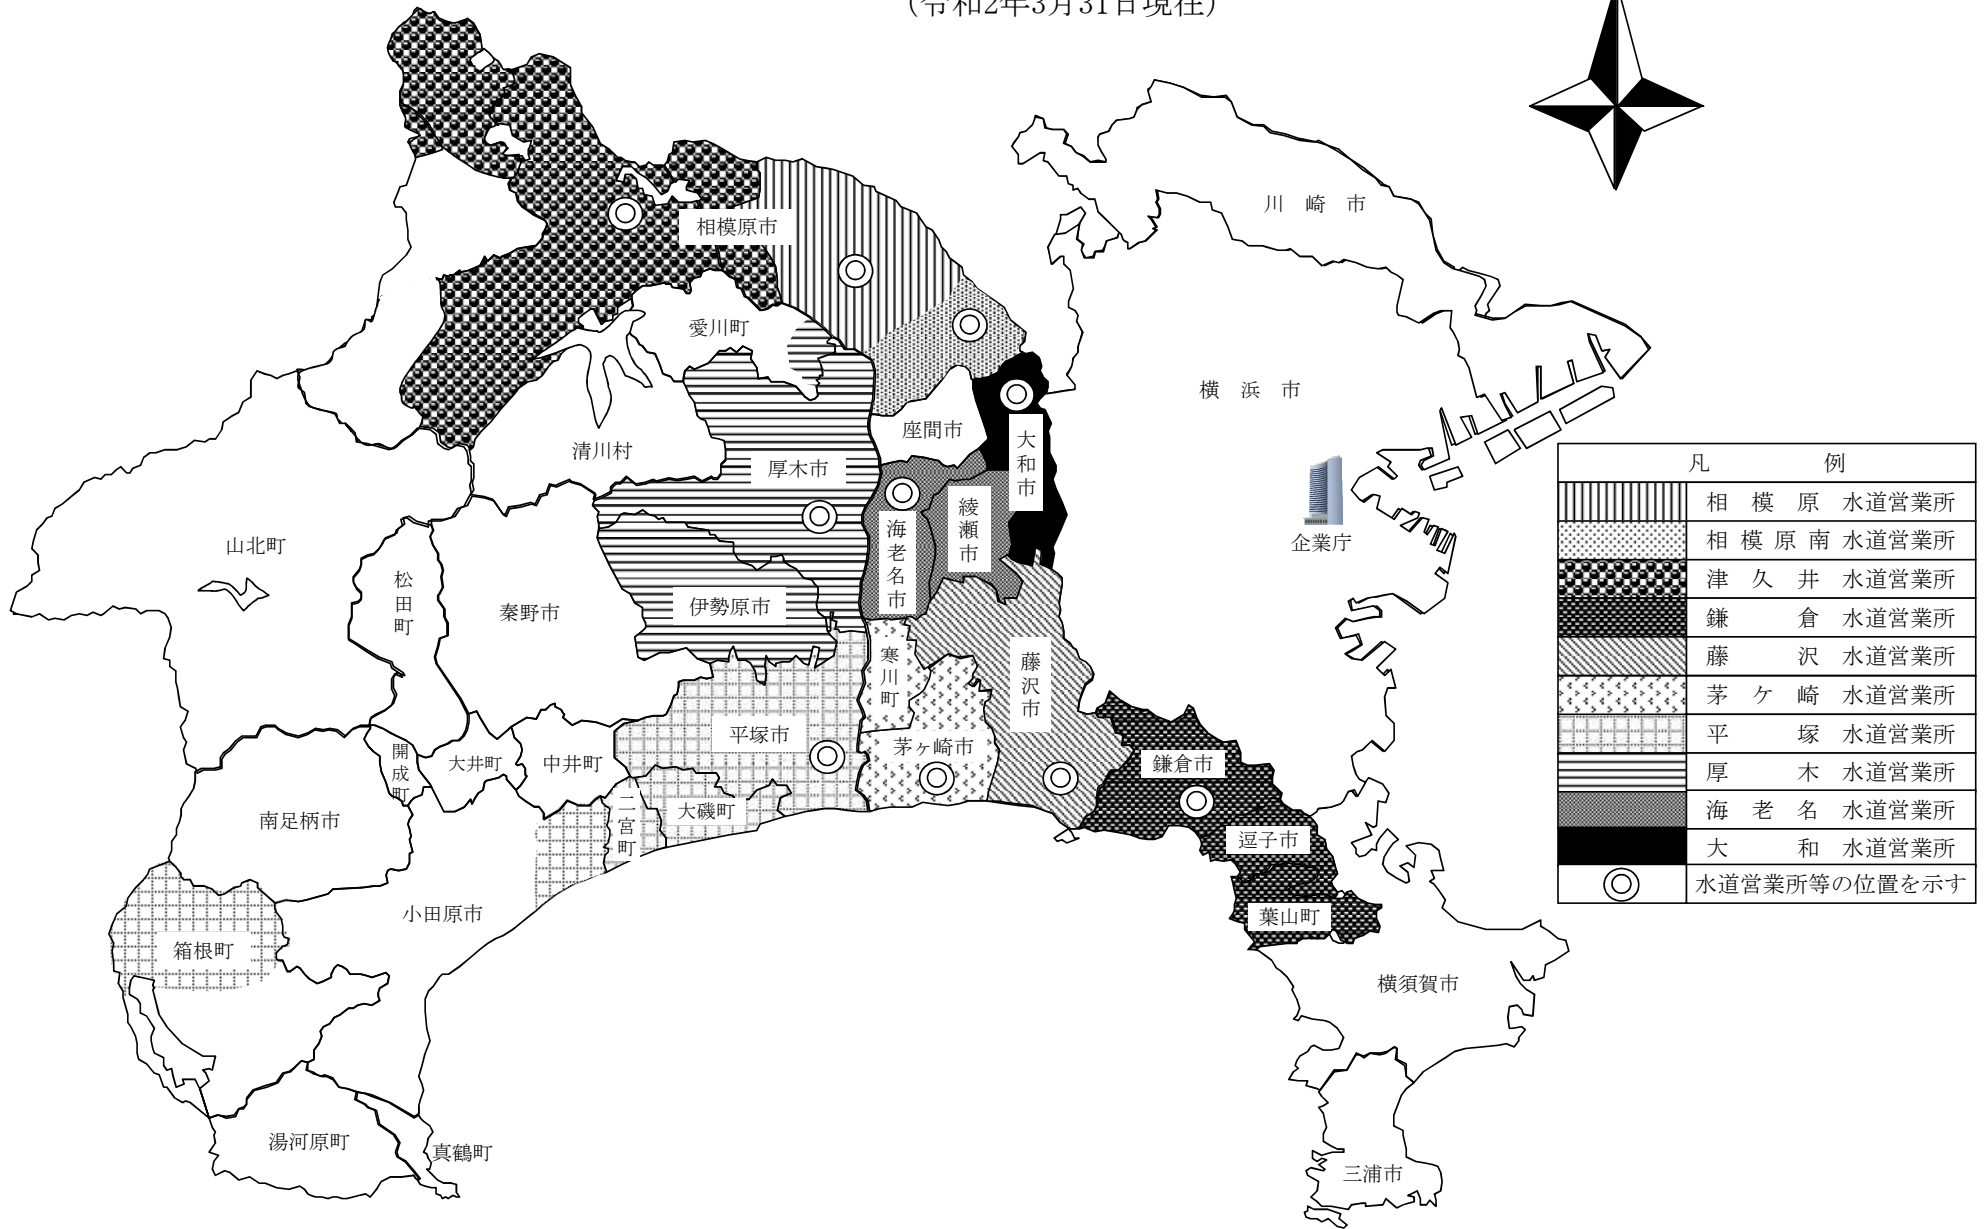 (令和2年3月31日現在)
川崎市
相模原市
愛川町
横浜市
座間市
大和市
清川村
厚木市
綾瀬市
海老名市
企業庁
山北町
松田町
秦野市
伊勢原市
寒川町
藤沢市
平塚市
茅ヶ崎市
鎌倉市
開成町
大井町
中井町
二宮町
大磯町
南足柄市
逗子市
小田原市
葉山町
箱根町
横須賀市
湯河原町
真鶴町
三浦市
凡例
相模原 水道営業所
相模原南 水道営業所
津久井 水道営業所
鎌倉 水道営業所
藤沢 水道営業所
茅ケ崎 水道営業所
平塚 水道営業所
厚木 水道営業所
海老名 水道営業所
大和 水道営業所
水道営業所等の位置を示す